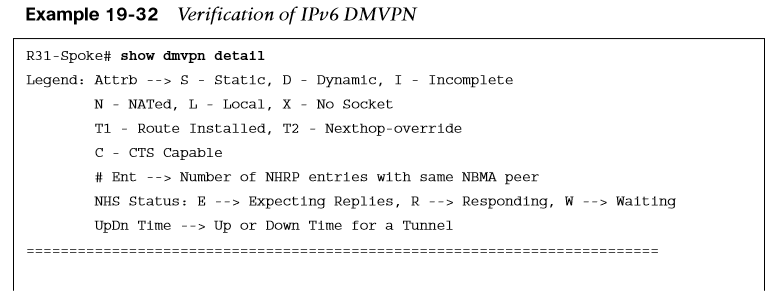 Example 19-32 Verification of IPv6 DMVPN
R31-Spoke# show dmvpn detail
Legend: Attrb --> S - Static, D - Dynamic, I - Incomplete
N - NATed, L - Local, X - No Socket
T1 - Route Installed, T2 - Nexthop-override
C - CTS Capable
# Ent --> Number of NHRP entries with same NBMA peer
NHS Status: E --> Expecting Replies, R --> Responding, W --> Waiting
UpDn Time --> Up or Down Time for a Tunnel
==========================================================================